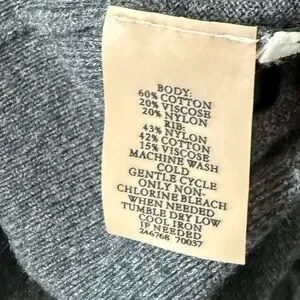 BODY:
60% COTTON
20% VISCOSE
20% NYLON
RIB:
43% NYLON
42% COTTON
15% VISCOSE
MACHINE WASH
COLD
GENTLE CYCLE
ONLY NON-
CHLORINE BLEACH
WHEN NEEDED
TUMBLE DRY LOW
COOL IRON
IF NEEDED
246768 70037